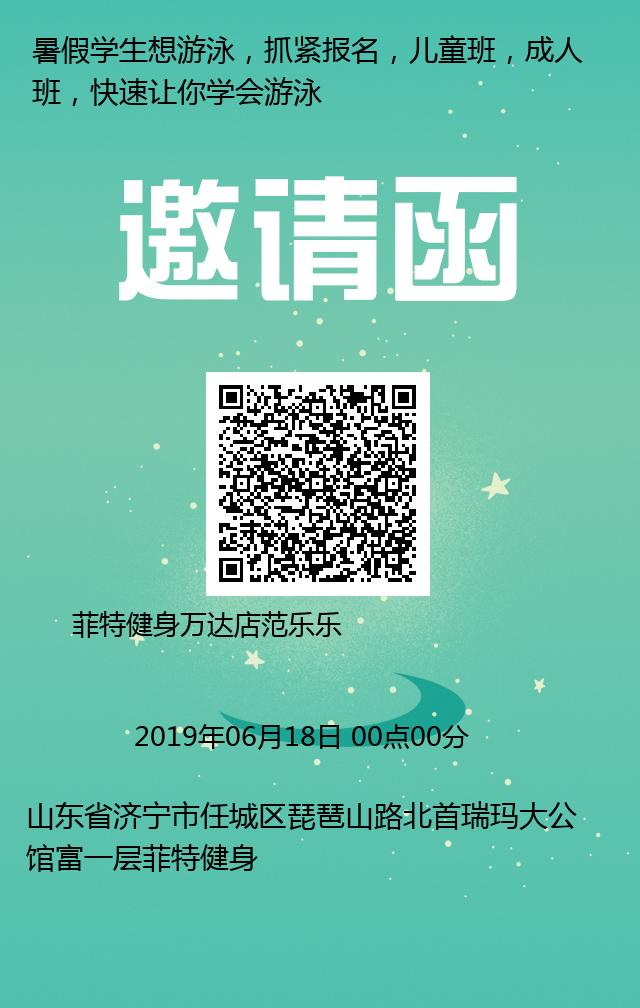 暑假学生想游泳，抓紧报名，儿童班，成人
班，快速让你学会游泳
邀请函
菲特健身万达店范乐乐
2019年06月18日 00点00分
山东省济宁市任城区琵琶山路北首瑞玛大公
馆富一层菲特健身